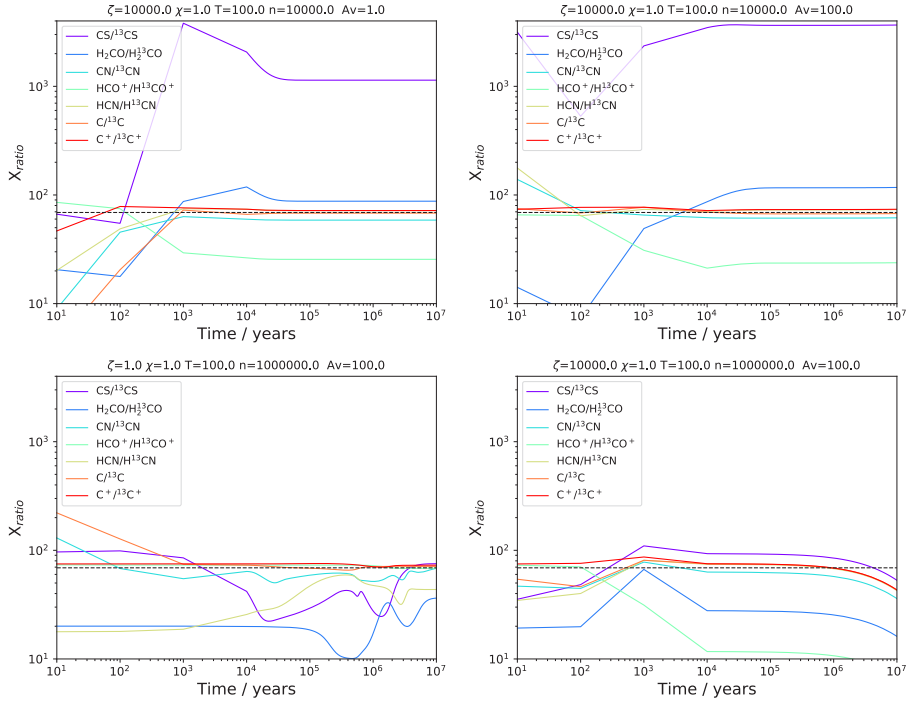 ζ=10000.0 χ=1.0 T=100.0 n=10000.0 Av=1.0
X_ratio
10³
10²
10¹
CS/¹³CS
H₂CO/H₂¹³CO
CN/¹³CN
HCO⁺/H¹³CO⁺
HCN/H¹³CN
C/¹³C
C⁺/¹³C⁺
10¹ 10² 10³ 10⁴ 10⁵ 10⁶ 10⁷
Time / years
ζ=10000.0 χ=1.0 T=100.0 n=10000.0 Av=100.0
X_ratio
10³
10²
10¹
CS/¹³CS
H₂CO/H₂¹³CO
CN/¹³CN
HCO⁺/H¹³CO⁺
HCN/H¹³CN
C/¹³C
C⁺/¹³C⁺
10¹ 10² 10³ 10⁴ 10⁵ 10⁶ 10⁷
Time / years
ζ=1.0 χ=1.0 T=100.0 n=10000000.0 Av=100.0
X_ratio
10³
10²
10¹
CS/¹³CS
H₂CO/H₂¹³CO
CN/¹³CN
HCO⁺/H¹³CO⁺
HCN/H¹³CN
C/¹³C
C⁺/¹³C⁺
10¹ 10² 10³ 10⁴ 10⁵ 10⁶ 10⁷
Time / years
ζ=10000.0 χ=1.0 T=100.0 n=10000000.0 Av=100.0
X_ratio
10³
10²
10¹
CS/¹³CS
H₂CO/H₂¹³CO
CN/¹³CN
HCO⁺/H¹³CO⁺
HCN/H¹³CN
C/¹³C
C⁺/¹³C⁺
10¹ 10² 10³ 10⁴ 10⁵ 10⁶ 10⁷
Time / years